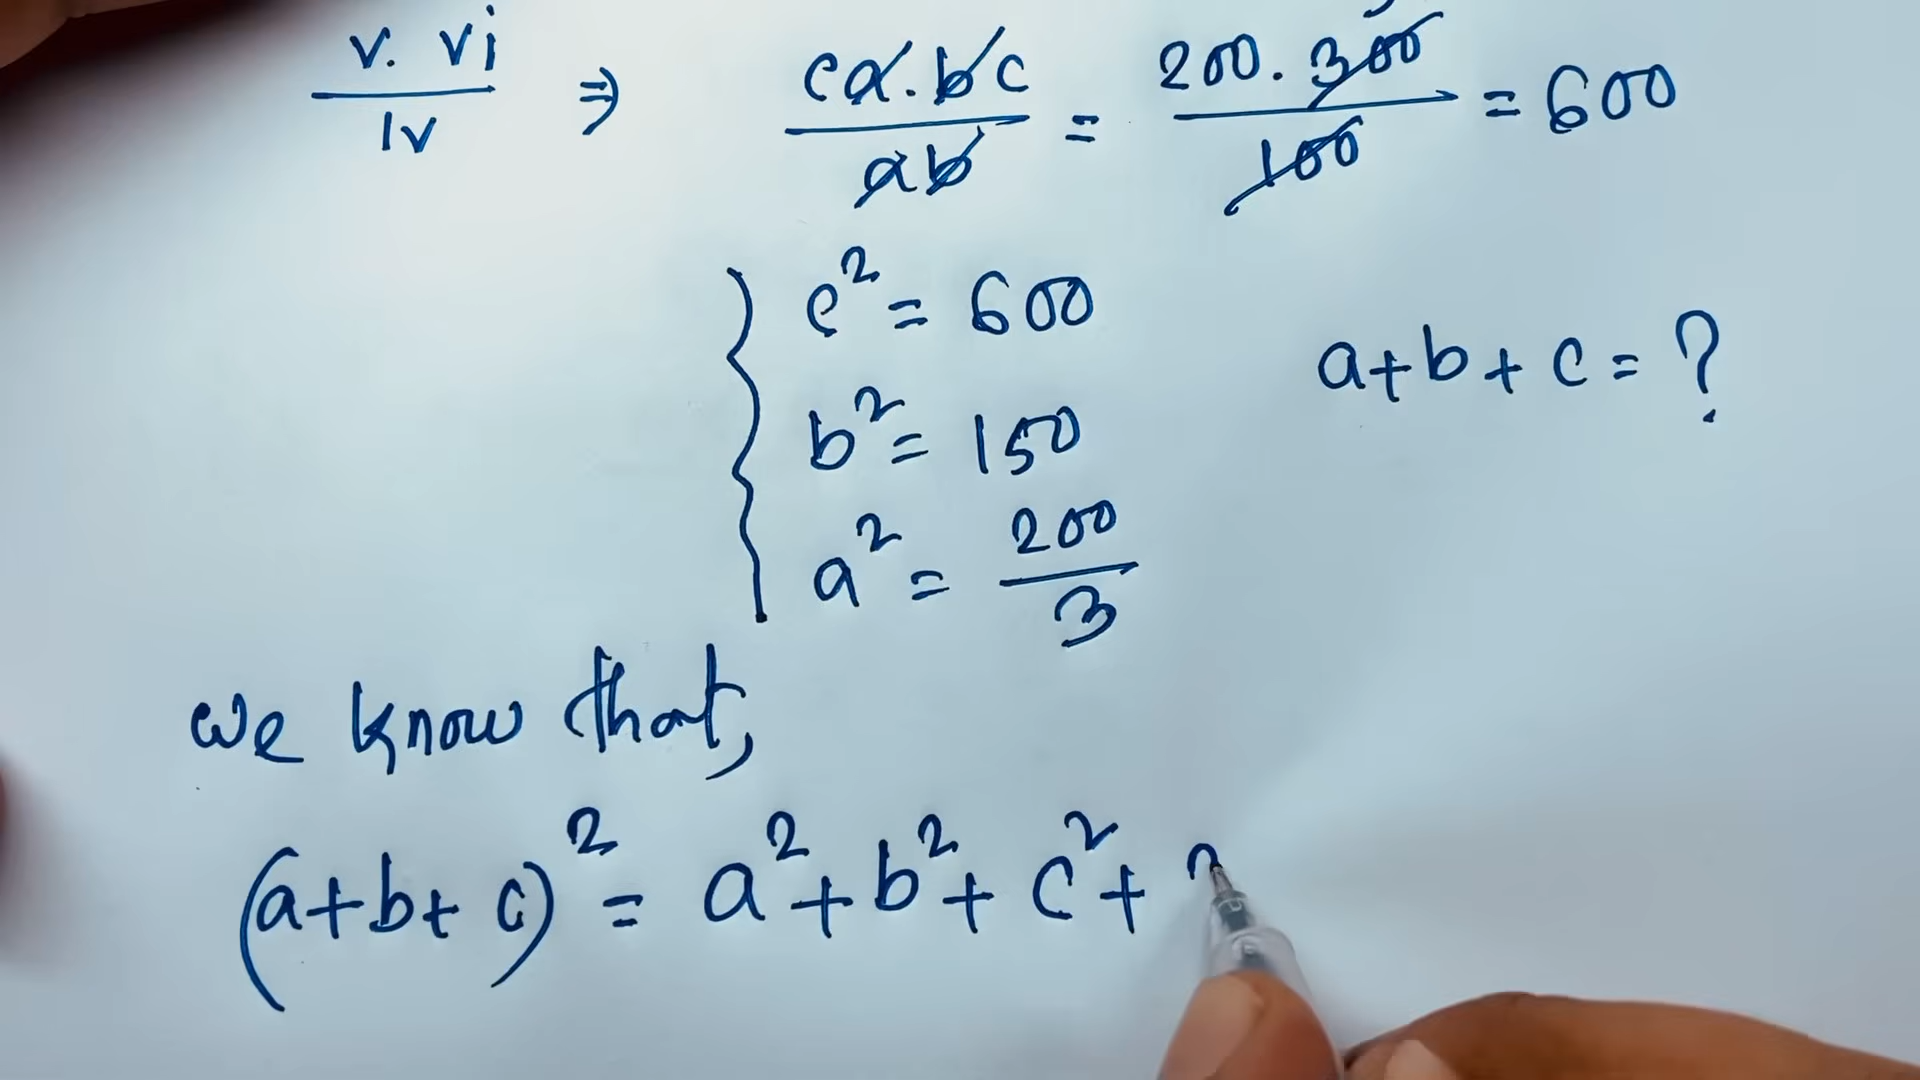 v. vi / iv ⇒ ca.bc / ab = 200.300 / 100 = 600
c² = 600
a+b+c = ?
b² = 150
a² = 200 / 3
we know that,
(a+b+c)² = a²+b²+c²+